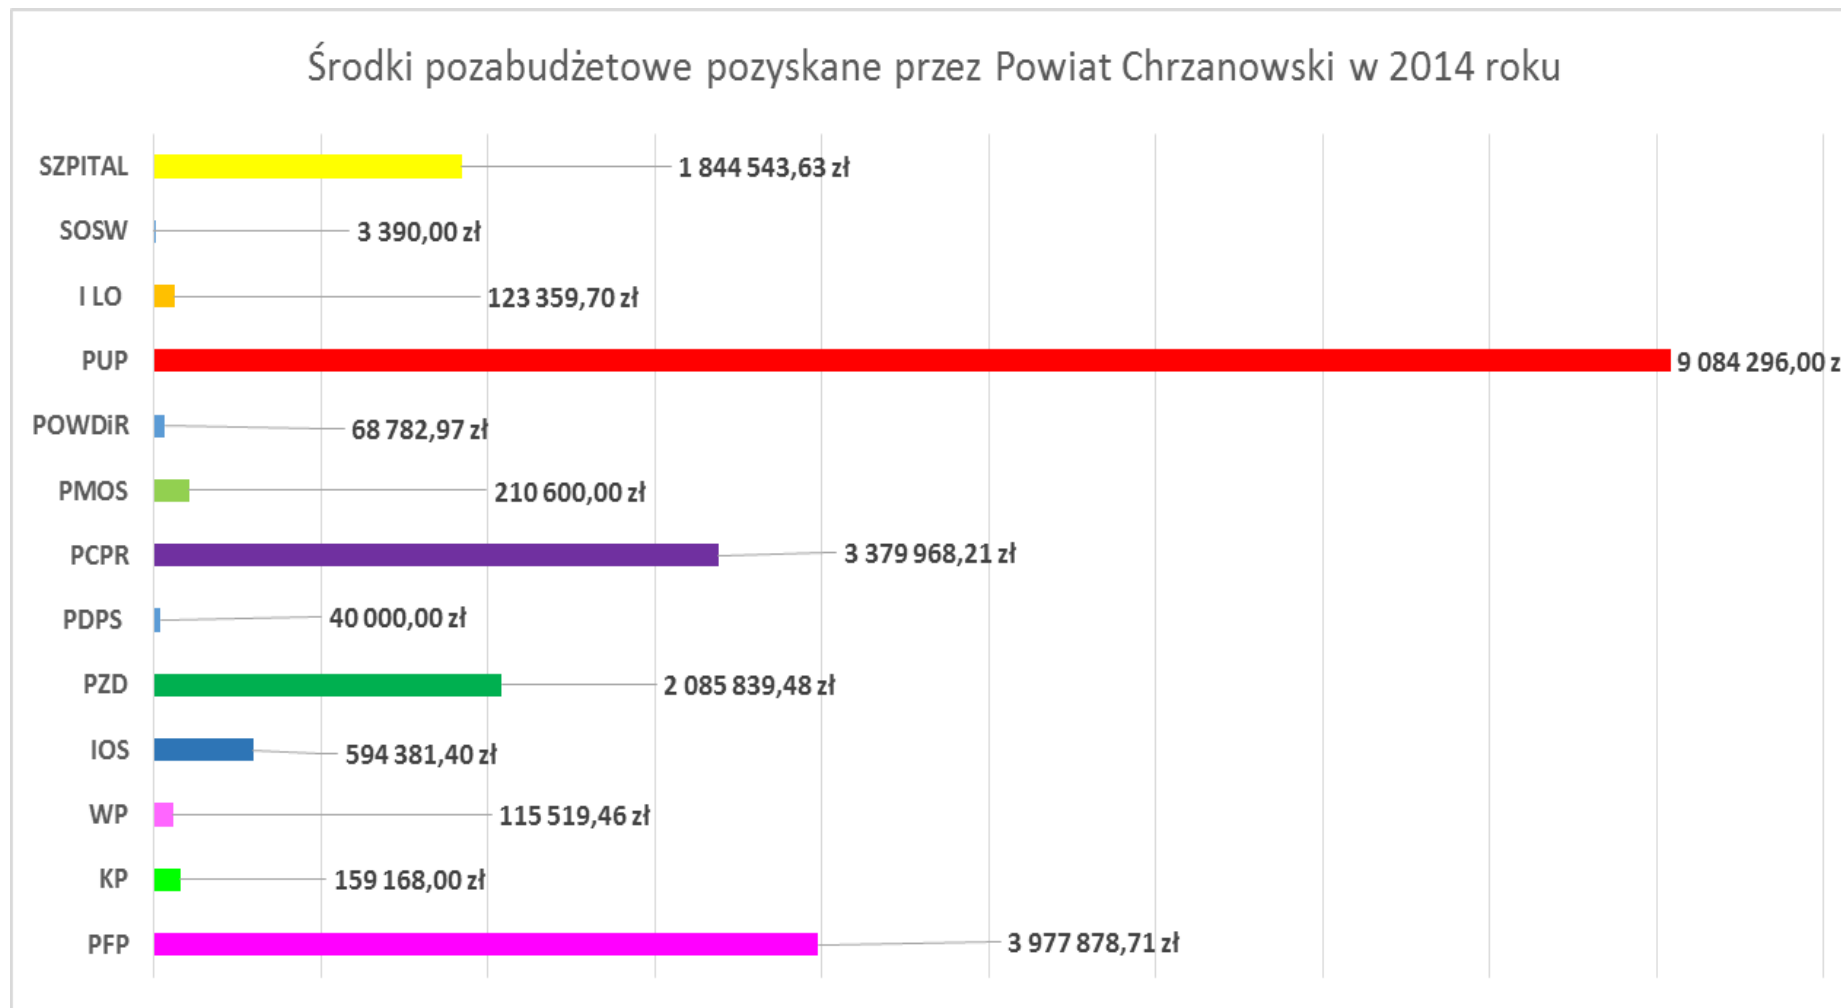 Środki pozabudżetowe pozyskane przez Powiat Chrzanowski w 2014 roku
SZPITAL 1 844 543,63 zł
SOSW 3 390,00 zł
I LO 123 359,70 zł
PUP 9 084 296,00 z
POWDiR 68 782,97 zł
PMOS 210 600,00 zł
PCPR 3 379 968,21 zł
PDPS 40 000,00 zł
PZD 2 085 839,48 zł
IOS 594 381,40 zł
WP 115 519,46 zł
KP 159 168,00 zł
PFP 3 977 878,71 zł